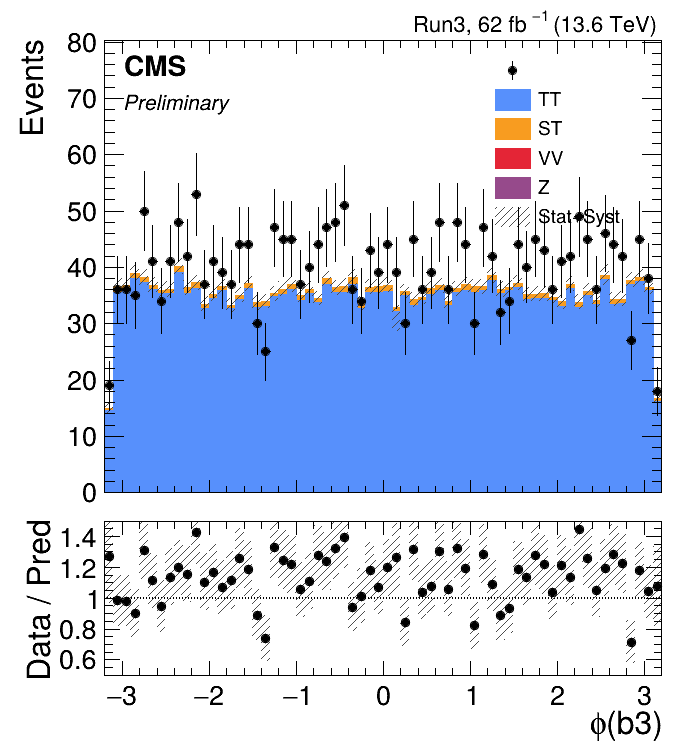 Run3, 62 fb⁻¹ (13.6 TeV)
CMS
Preliminary
TT
ST
VV
Z
Stat+Syst
Events
80
70
60
50
40
30
20
10
0
Data / Pred
1.4
1.2
1
0.8
0.6
−3 −2 −1 0 1 2 3
ϕ(b3)